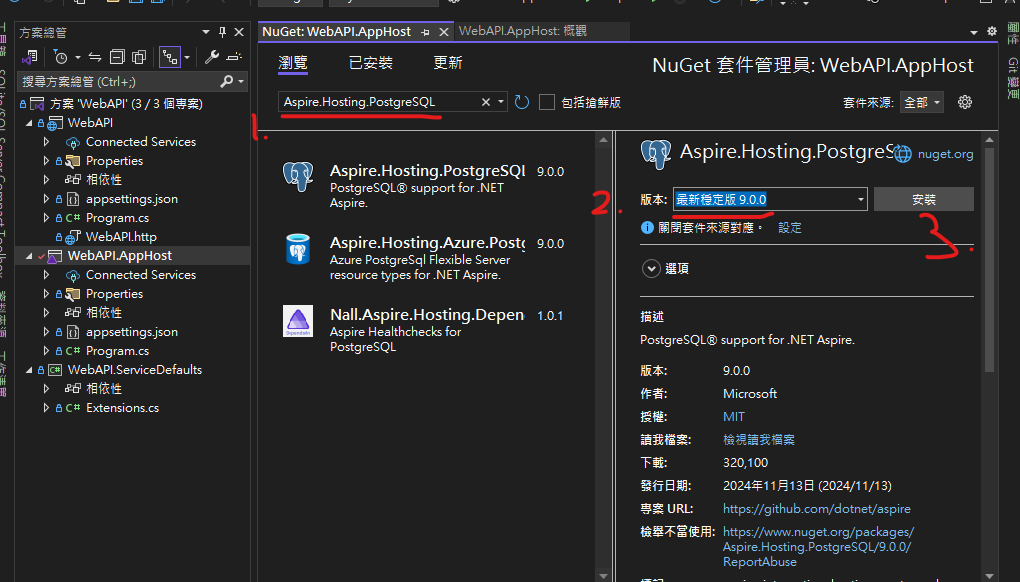 方案總管
搜尋方案總管 (Ctrl+;)
方案 'WebAPI' (3 / 3 個專案)
WebAPI
Connected Services
Properties
相依性
appsettings.json
Program.cs
WebAPI.http
WebAPI.AppHost
Connected Services
Properties
相依性
appsettings.json
Program.cs
WebAPI.ServiceDefaults
相依性
Extensions.cs
NuGet: WebAPI.AppHost
WebAPI.AppHost: 概觀
瀏覽
已安裝
更新
NuGet 套件管理員: WebAPI.AppHost
Aspire.Hosting.PostgreSQL
包括搶鮮版
套件來源:
全部
1.
Aspire.Hosting.PostgreSQL
9.0.0
PostgreSQL® support for .NET
Aspire.
Aspire.Hosting.Azure.Postg
9.0.0
Azure PostgreSql Flexible Server
resource types for .NET Aspire.
Nall.Aspire.Hosting.Depen
1.0.1
Aspire Healthchecks for
PostgreSQL
Aspire.Hosting.PostgreS
nuget.org
2.
版本:
最新穩定版 9.0.0
安裝
3.
關閉套件來源對應。
設定
選項
描述
PostgreSQL® support for .NET Aspire.
版本: 9.0.0
作者: Microsoft
授權: MIT
讀我檔案: 檢視讀我檔案
下載: 320,100
發行日期: 2024年11月13日 (2024/11/13)
專案 URL: https://github.com/dotnet/aspire
檢舉不當使用: https://www.nuget.org/packages/
Aspire.Hosting.PostgreSQL/9.0.0/
ReportAbuse
屬性
Git 變更